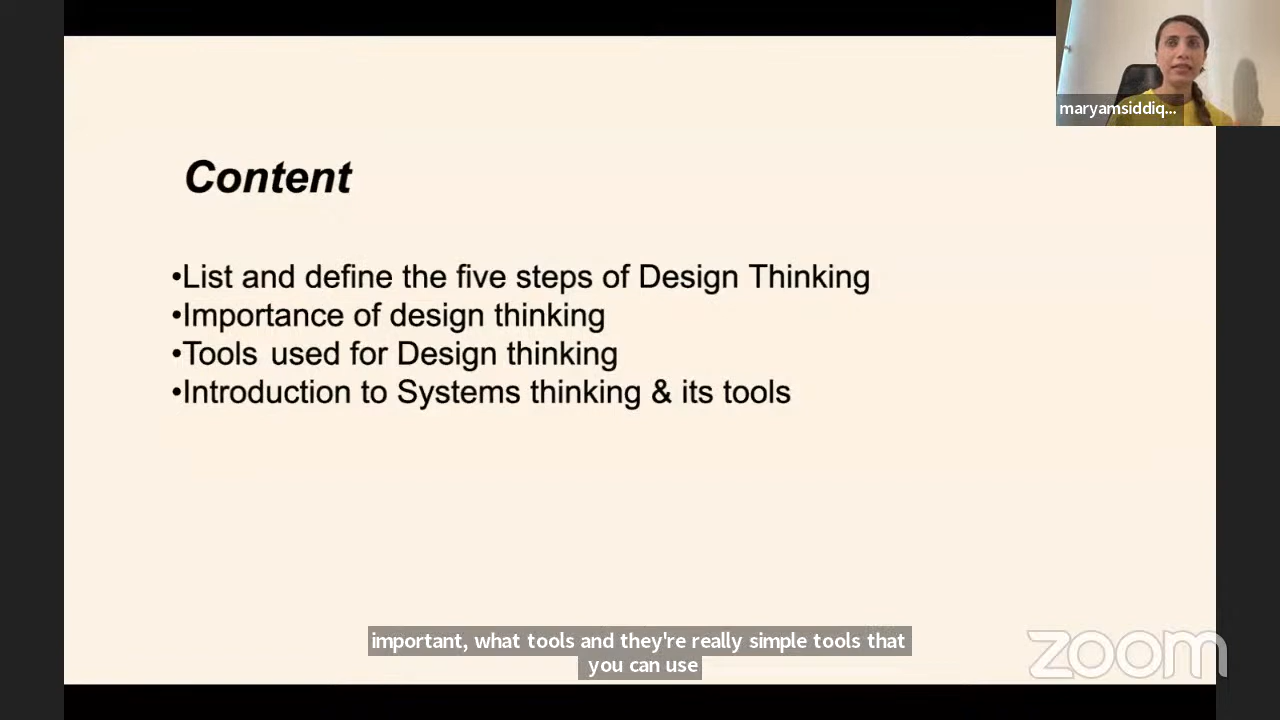 maryamsiddiq...
Content
•List and define the five steps of Design Thinking
•Importance of design thinking
•Tools used for Design thinking
•Introduction to Systems thinking & its tools
important, what tools and they're really simple tools that
you can use
zoom